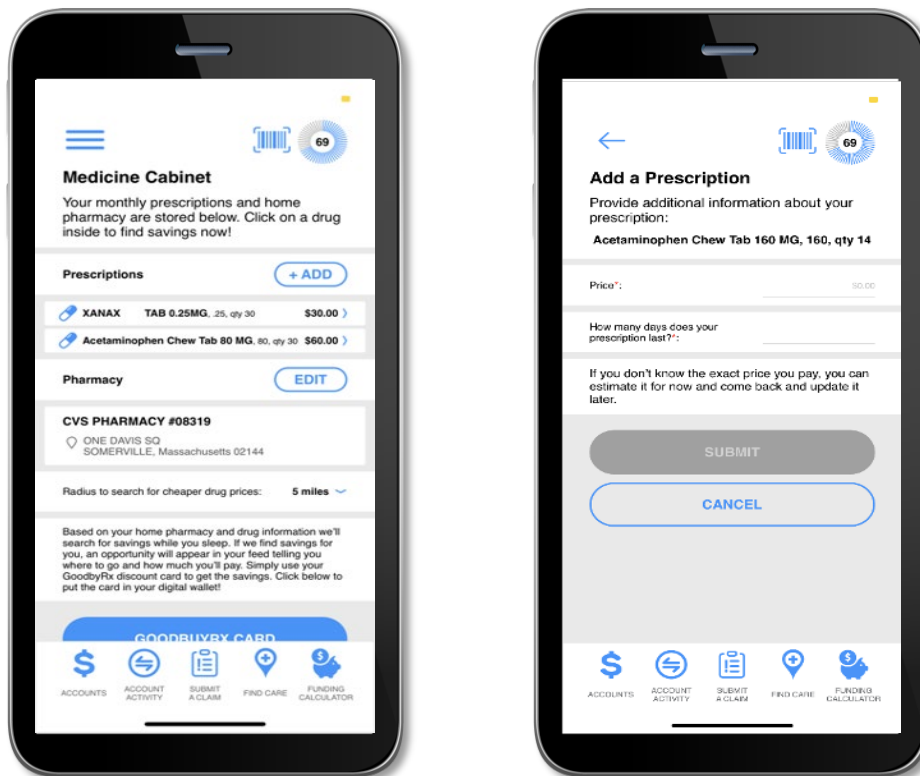 69
Medicine Cabinet
Your monthly prescriptions and home
pharmacy are stored below. Click on a drug
inside to find savings now!
Prescriptions
+ ADD
XANAX TAB 0.25MG, .25, qty 30 $30.00
Acetaminophen Chew Tab 80 MG, 80, qty 30 $60.00
Pharmacy
EDIT
CVS PHARMACY #08319
ONE DAVIS SQ
SOMERVILLE, Massachusetts 02144
Radius to search for cheaper drug prices: 5 miles
Based on your home pharmacy and drug information we'll
search for savings while you sleep. If we find savings for
you, an opportunity will appear in your feed telling you
where to go and how much you'll pay. Simply use your
GoodbyRx discount card to get the savings. Click below to
put the card in your digital wallet!
GOODBUYRX CARD
ACCOUNTS
ACCOUNT
ACTIVITY
SUBMIT
A CLAIM
FIND CARE
FUNDING
CALCULATOR
69
Add a Prescription
Provide additional information about your
prescription:
Acetaminophen Chew Tab 160 MG, 160, qty 14
Price*:
$0.00
How many days does your
prescription last?*:
If you don't know the exact price you pay, you can
estimate it for now and come back and update it
later.
SUBMIT
CANCEL
ACCOUNTS
ACCOUNT
ACTIVITY
SUBMIT
A CLAIM
FIND CARE
FUNDING
CALCULATOR